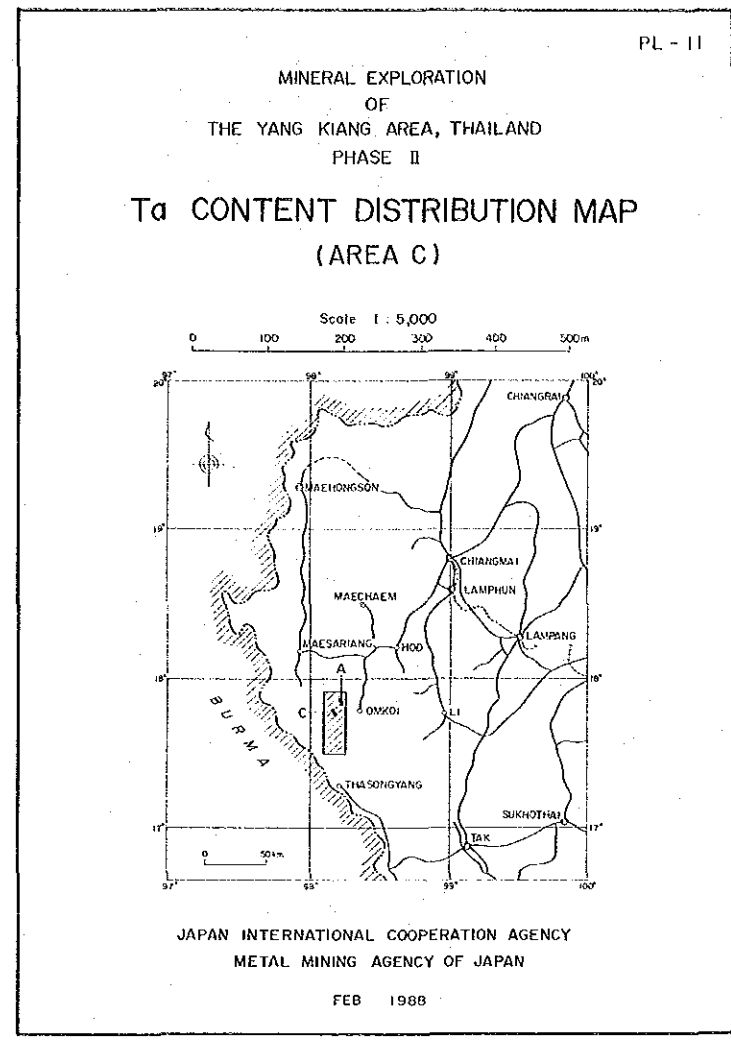 PL - 11
MINERAL EXPLORATION
OF
THE YANG KIANG AREA, THAILAND
PHASE II
Ta CONTENT DISTRIBUTION MAP
(AREA C)
Scale 1 : 5,000
0 100 200 300 400 500m
97° 98° 99° 100°
20° 20°
CHIANGRAI
MAEHONGSON
19° 19°
CHIANGMAI
LAMPHUN
MAECHAEM
LAMPANG
MAESARIANG HOD
18° 18°
A
C OMKOI LI
BURMA
THASONGYANG
SUKHOTHAI
17° 17°
TAK
0 50km
97° 98° 99° 100°
JAPAN INTERNATIONAL COOPERATION AGENCY
METAL MINING AGENCY OF JAPAN
FEB 1988